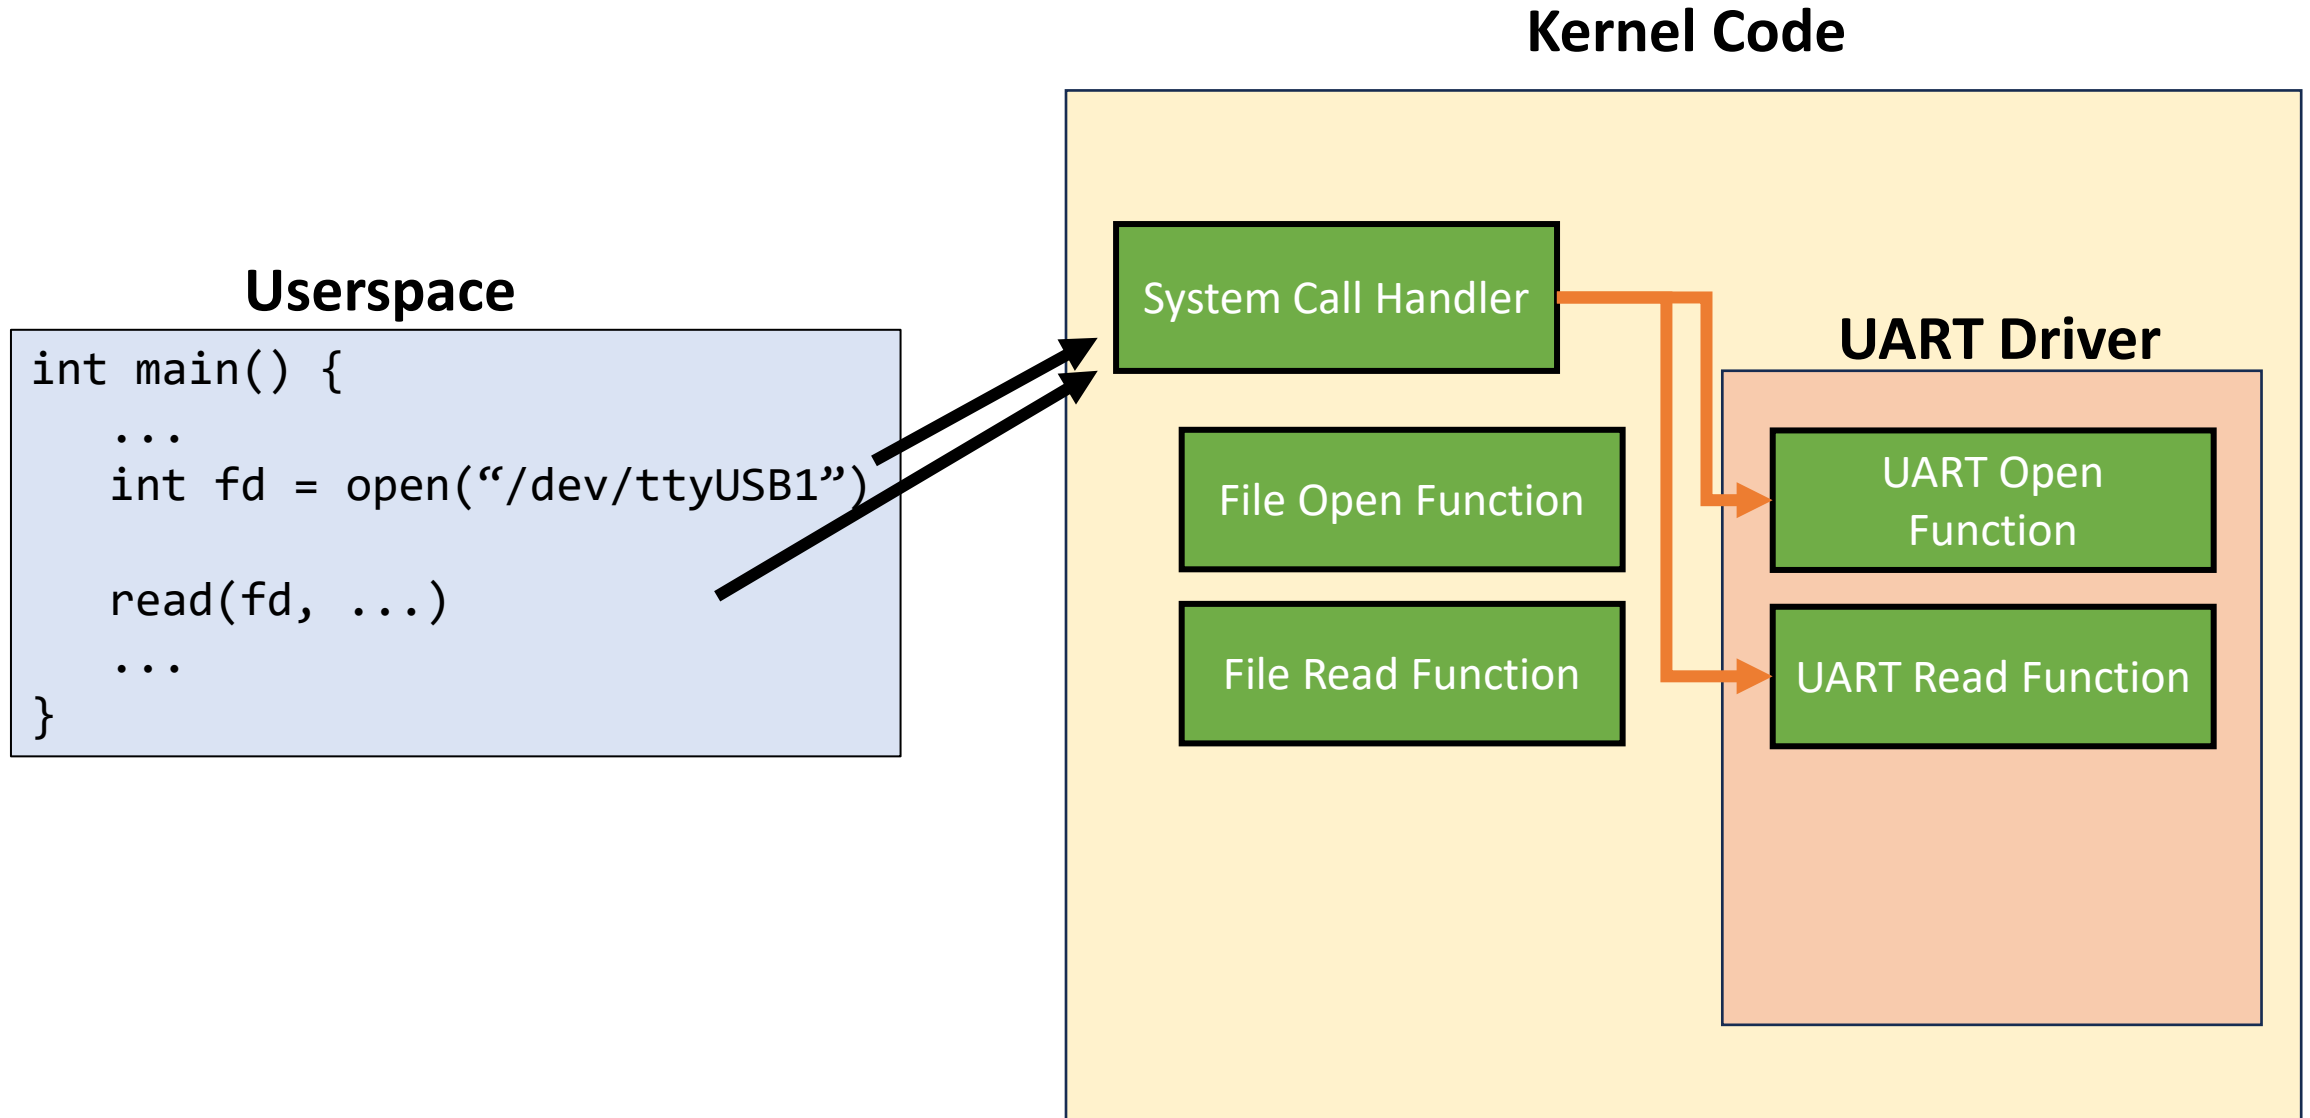 Kernel Code
Userspace
int main() {
...
int fd = open(“/dev/ttyUSB1”)
read(fd, ...)
...
}
System Call Handler
File Open Function
File Read Function
UART Driver
UART Open
Function
UART Read Function